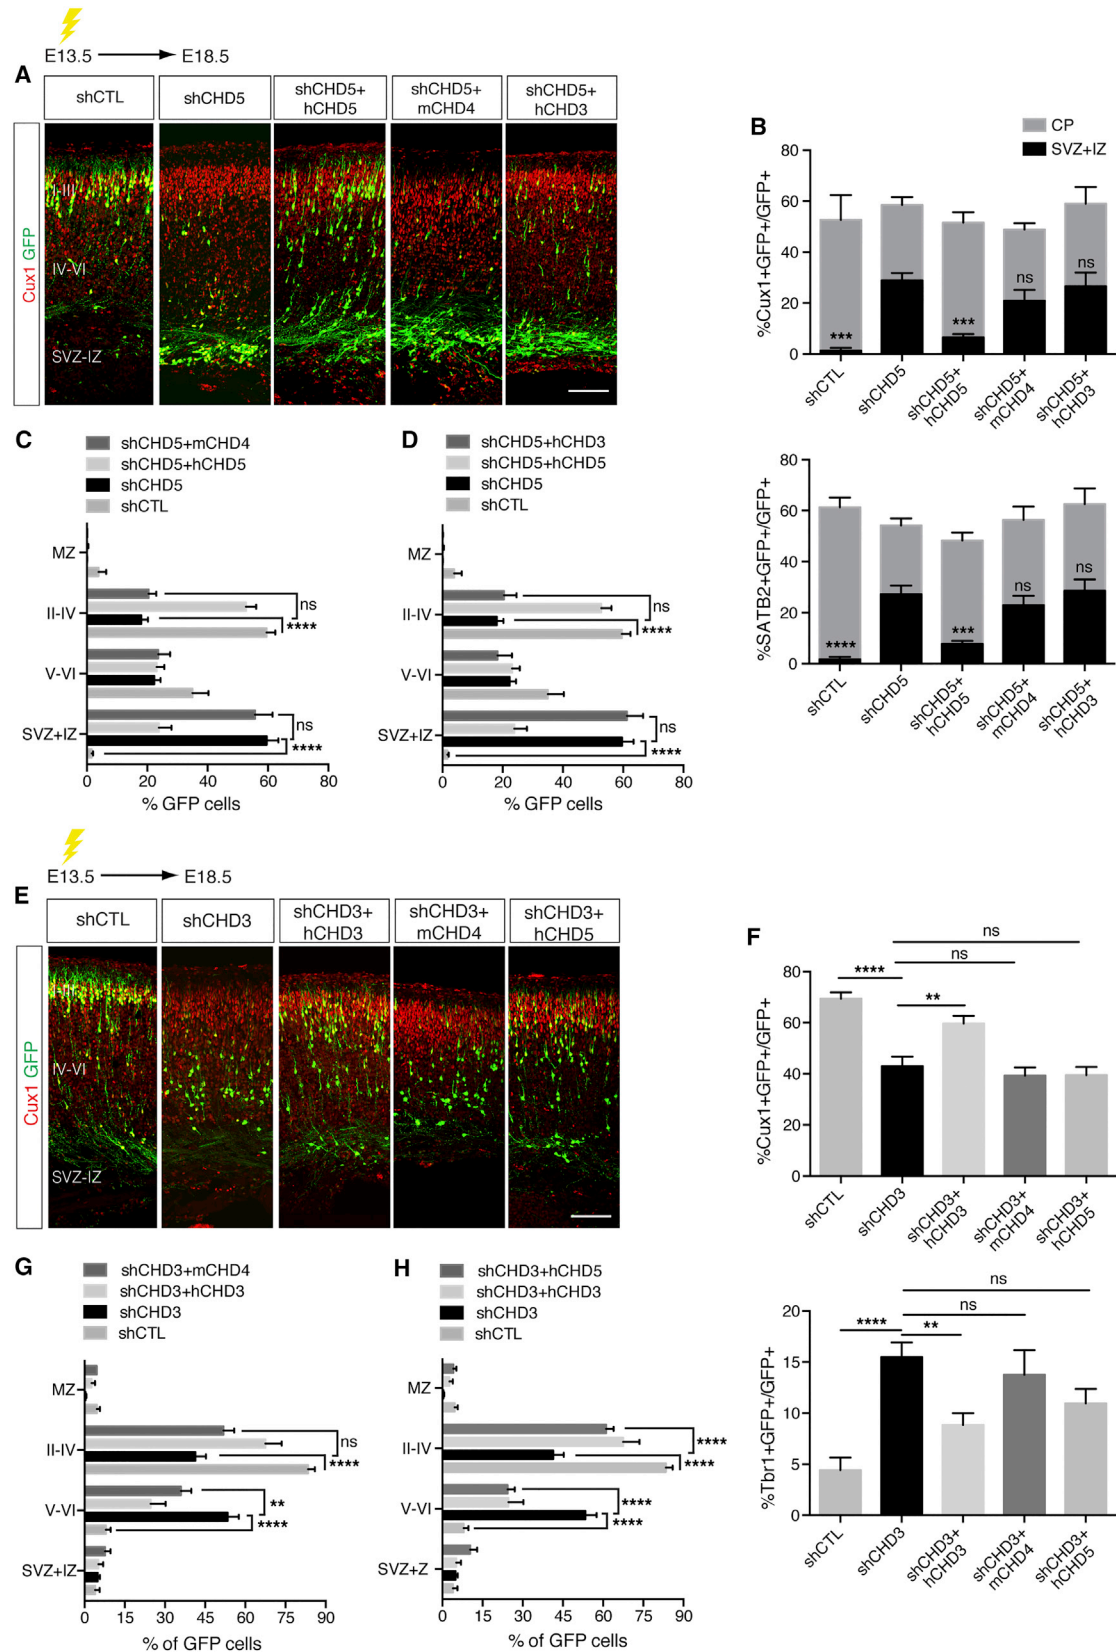 E13.5
E18.5
A
shCTL
shCHD5
shCHD5+
hCHD5
shCHD5+
mCHD4
shCHD5+
hCHD3
Cux1 GFP
I-III
IV-VI
SVZ-IZ
B
CP
SVZ+IZ
%Cux1+GFP+/GFP+
80
60
40
20
0
***
***
ns
ns
shCTL
shCHD5
shCHD5+
hCHD5
shCHD5+
mCHD4
shCHD5+
hCHD3
%SATB2+GFP+/GFP+
80
60
40
20
0
****
***
ns
ns
shCTL
shCHD5
shCHD5+
hCHD5
shCHD5+
mCHD4
shCHD5+
hCHD3
C
shCHD5+mCHD4
shCHD5+hCHD5
shCHD5
shCTL
MZ
II-IV
V-VI
SVZ+IZ
ns
****
ns
****
0 20 40 60 80
% GFP cells
D
shCHD5+hCHD3
shCHD5+hCHD5
shCHD5
shCTL
MZ
II-IV
V-VI
SVZ+IZ
ns
****
ns
****
0 20 40 60 80
% GFP cells
E13.5
E18.5
E
shCTL
shCHD3
shCHD3+
hCHD3
shCHD3+
mCHD4
shCHD3+
hCHD5
Cux1 GFP
IV-VI
SVZ-IZ
F
%Cux1+GFP+/GFP+
80
60
40
20
0
ns
ns
****
**
shCTL
shCHD3
shCHD3+
hCHD3
shCHD3+
mCHD4
shCHD3+
hCHD5
%Tbr1+GFP+/GFP+
20
15
10
5
0
ns
ns
****
**
shCTL
shCHD3
shCHD3+
hCHD3
shCHD3+
mCHD4
shCHD3+
hCHD5
G
shCHD3+mCHD4
shCHD3+hCHD3
shCHD3
shCTL
MZ
II-IV
V-VI
SVZ+IZ
ns
****
**
****
0 15 30 45 60 75 90
% of GFP cells
H
shCHD3+hCHD5
shCHD3+hCHD3
shCHD3
shCTL
MZ
II-IV
V-VI
SVZ+Z
****
****
****
****
0 15 30 45 60 75 90
% of GFP cells